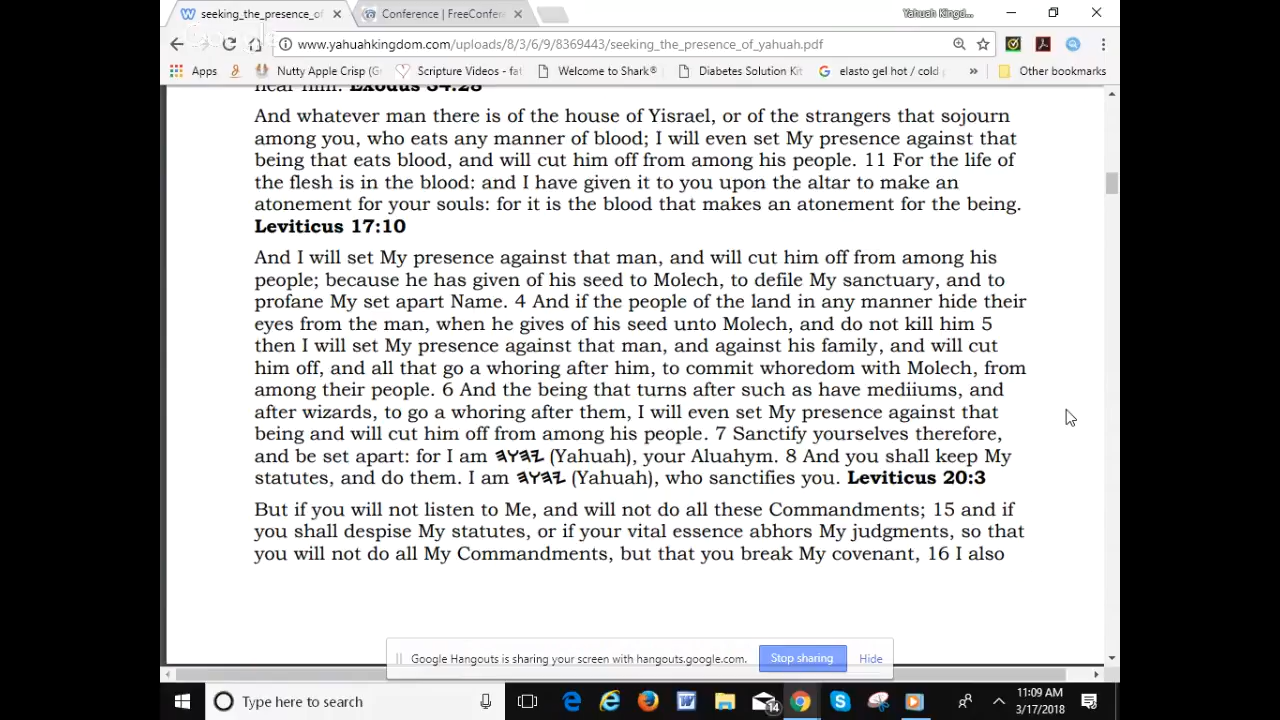 seeking_the_presence_of
Conference | FreeConfer
Yahuah Kingd...
www.yahuahkingdom.com/uploads/8/3/6/9/8369443/seeking_the_presence_of_yahuah.pdf
Apps
Nutty Apple Crisp (Gr
Scripture Videos - fat
Welcome to Shark®
Diabetes Solution Kit
elasto gel hot / cold
»
Other bookmarks
near him. Exodus 34:28
And whatever man there is of the house of Yisrael, or of the strangers that sojourn
among you, who eats any manner of blood; I will even set My presence against that
being that eats blood, and will cut him off from among his people. 11 For the life of
the flesh is in the blood: and I have given it to you upon the altar to make an
atonement for your souls: for it is the blood that makes an atonement for the being.
Leviticus 17:10
And I will set My presence against that man, and will cut him off from among his
people; because he has given of his seed to Molech, to defile My sanctuary, and to
profane My set apart Name. 4 And if the people of the land in any manner hide their
eyes from the man, when he gives of his seed unto Molech, and do not kill him 5
then I will set My presence against that man, and against his family, and will cut
him off, and all that go a whoring after him, to commit whoredom with Molech, from
among their people. 6 And the being that turns after such as have mediiums, and
after wizards, to go a whoring after them, I will even set My presence against that
being and will cut him off from among his people. 7 Sanctify yourselves therefore,
and be set apart: for I am 𐤄𐤅𐤄𐤉 (Yahuah), your Aluahym. 8 And you shall keep My
statutes, and do them. I am 𐤄𐤅𐤄𐤉 (Yahuah), who sanctifies you. Leviticus 20:3
But if you will not listen to Me, and will not do all these Commandments; 15 and if
you shall despise My statutes, or if your vital essence abhors My judgments, so that
you will not do all My Commandments, but that you break My covenant, 16 I also
Google Hangouts is sharing your screen with hangouts.google.com.
Stop sharing
Hide
Type here to search
14
11:09 AM
3/17/2018